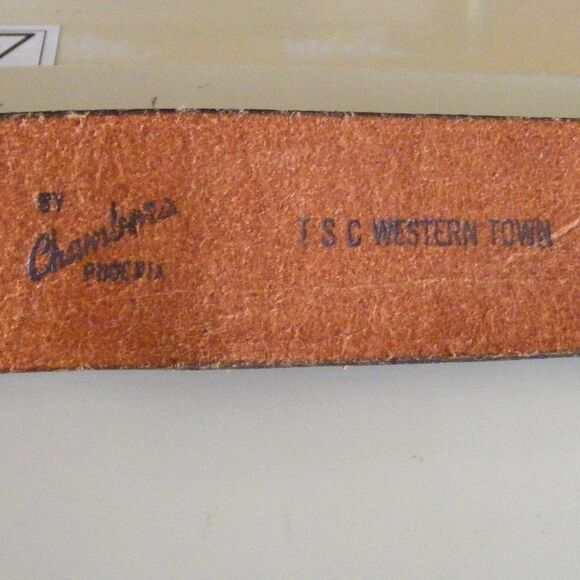 BY
Chambers
PHOENIX
T S C WESTERN TOWN